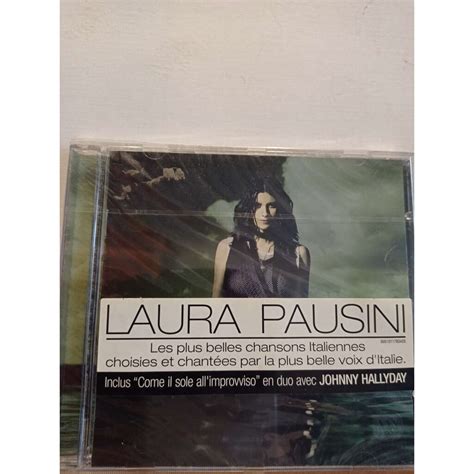 LAURA PAUSINI
Les plus belles chansons Italiennes
choisies et chantées par la plus belle voix d'Italie.
Inclus "Come il sole all'improvviso" en duo avec JOHNNY HALLYDAY